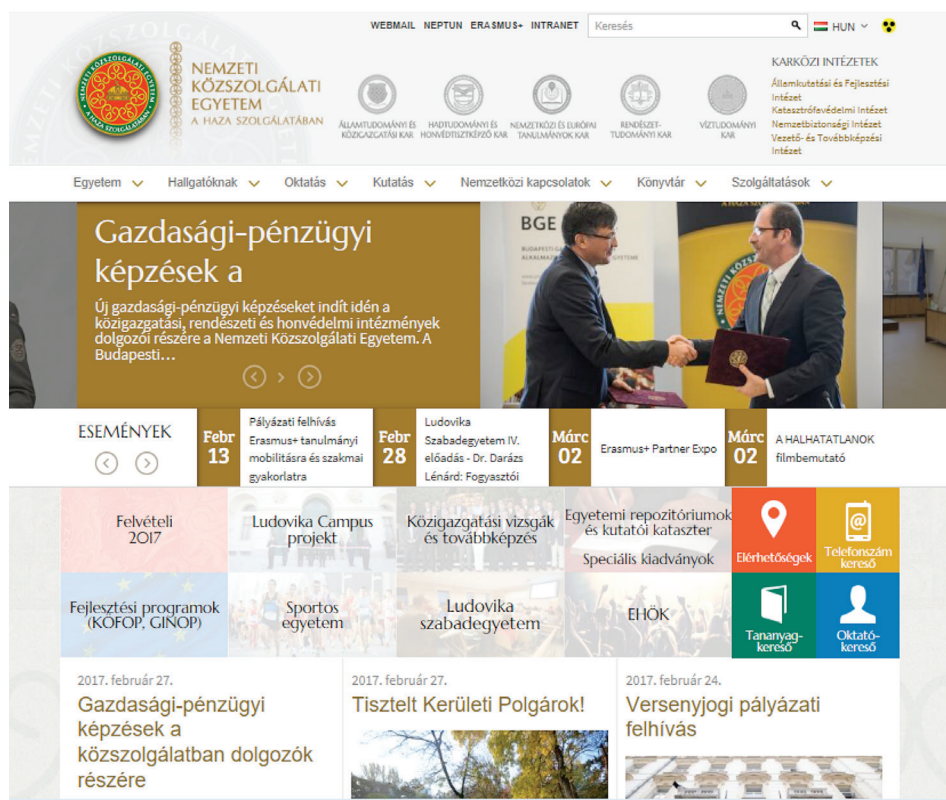 WEBMAIL NEPTUN ERASMUS+ INTRANET Keresés HUN
NEMZETI
KÖZSZOLGÁLATI
EGYETEM
A HAZA SZOLGÁLATÁBAN
NEMZETI KÖZSZOLGÁLATI EGYETEM
A HAZA SZOLGÁLATÁBAN
ÁLLAMTUDOMÁNYI ÉS
KÖZIGAZGATÁSI KAR
HADTUDOMÁNYI ÉS
HONVÉDTISZTKÉPZŐ KAR
NEMZETKÖZI ÉS EURÓPAI
TANULMÁNYOK KAR
RENDÉSZET-
TUDOMÁNYI KAR
VÍZTUDOMÁNYI
KAR
KARKÖZI INTÉZETEK
Államkutatási és Fejlesztési
Intézet
Katasztrófavédelmi Intézet
Nemzetbiztonsági Intézet
Vezető- és Továbbképzési
Intézet
Egyetem Hallgatóknak Oktatás Kutatás Nemzetközi kapcsolatok Könyvtár Szolgáltatások
Gazdasági-pénzügyi
képzések a
Új gazdasági-pénzügyi képzéseket indít idén a
közigazgatási, rendészeti és honvédelmi intézmények
dolgozói részére a Nemzeti Közszolgálati Egyetem. A
Budapesti...
BGE
ESEMÉNYEK
Febr
13
Pályázati felhívás
Erasmus+ tanulmányi
mobilitásra és szakmai
gyakorlatra
Febr
28
Ludovika
Szabadegyetem IV.
előadás - Dr. Darázs
Lénárd: Fogyasztói
Márc
02
Erasmus+ Partner Expo
Márc
02
A HALHATATLANOK
filmbemutató
Felvételi
2017
Ludovika Campus
projekt
Közigazgatási vizsgák
és továbbképzés
Egyetemi repozitóriumok
és kutatói kataszter
Speciális kiadványok
Elérhetőségek
Telefonszám
kereső
Fejlesztési programok
(KÖFOP, GINOP)
Sportos
egyetem
Ludovika
szabadegyetem
EHÖK
Tananyag-
kereső
Oktató-
kereső
2017. február 27.
Gazdasági-pénzügyi
képzések a
közszolgálatban dolgozók
részére
2017. február 27.
Tisztelt Kerületi Polgárok!
2017. február 24.
Versenyjogi pályázati
felhívás